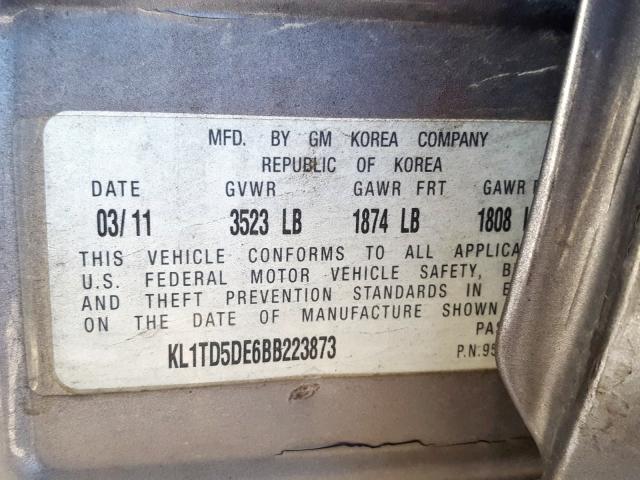 MFD. BY GM KOREA COMPANY
REPUBLIC OF KOREA
DATE GVWR GAWR FRT GAWR
03/11 3523 LB 1874 LB 1808
THIS VEHICLE CONFORMS TO ALL
U.S. FEDERAL MOTOR VEHICLE SAFETY,
AND THEFT PREVENTION STANDARDS IN
ON THE DATE OF MANUFACTURE SHOWN
KL1TD5DE6BB223873
P.N.